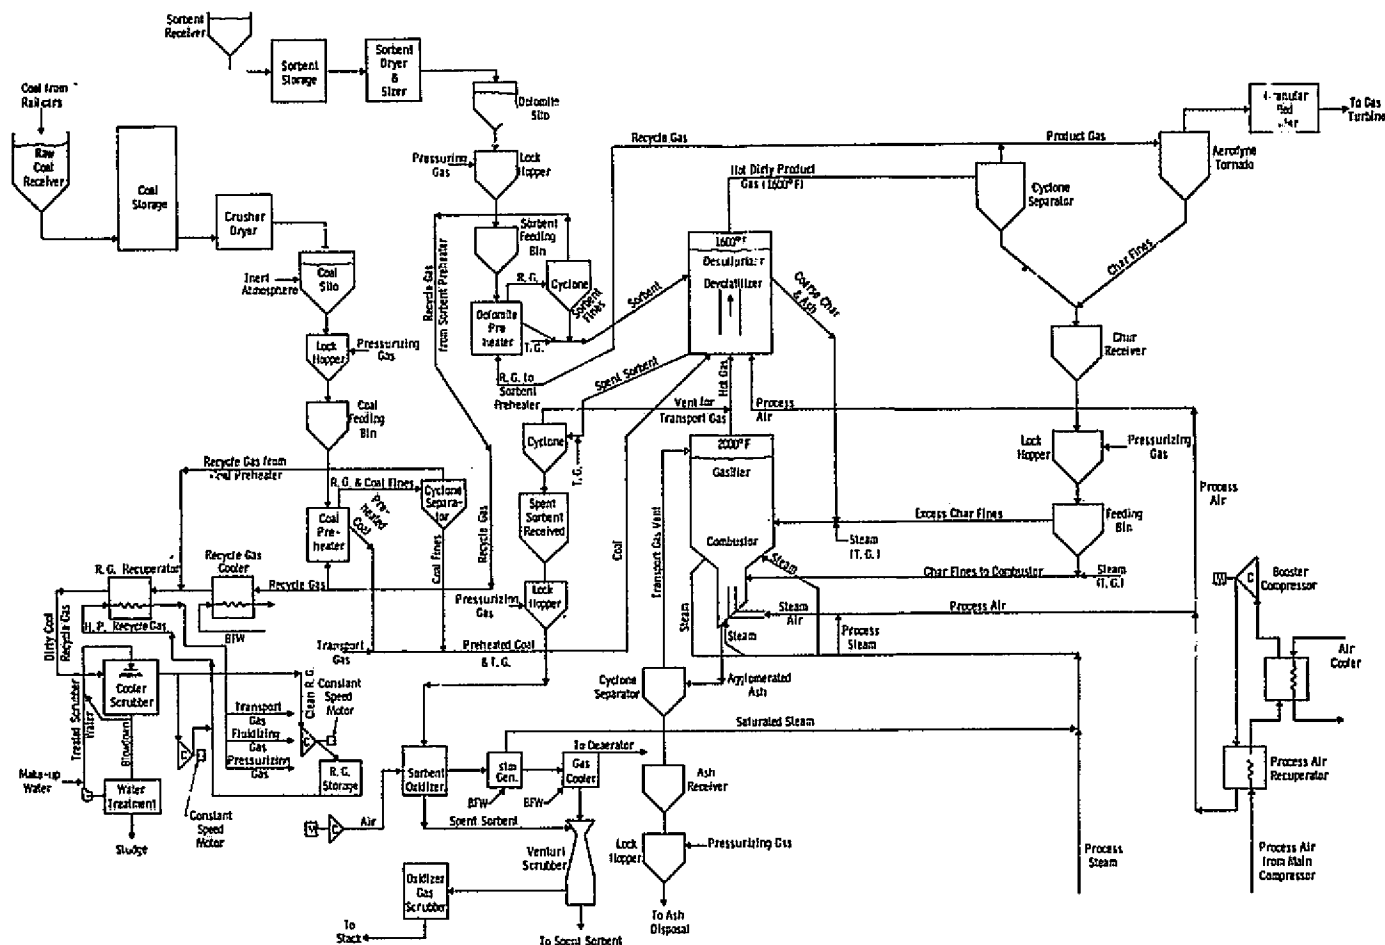 Sorbent
Receiver
Sorbent
Storage
Sorbent
Dryer
&
Sizer
Dolomite
Silo
Coal from
Railcars
Raw
Coal
Receiver
Coal
Storage
Crusher
Dryer
Inert
Atmosphere
Coal
Silo
Lock
Hopper
Pressurizing
Gas
Coal
Feeding
Bin
Pressuring
Gas
Lock
Hopper
Sorbent
Feeding
Bin
Recycle Gas
from Sorbent Preheater
R.G.
Cyclone
Sorbent
Fines
Dolomite
Pre
heater
T.G.
Sorbent
R.G. to
Sorbent
Preheater
Recycle Gas
Product Gas
Hot Dirty Product
Gas (1600°F)
Cyclone
Separator
Aerodyne
Tornado
Bed
To Gas
Turbine
1600°F
Desulfurizer
Devolatilizer
Coarse Char
& Ash
Char Fines
Char
Receiver
Spent Sorbent
Hot Gas
Process
Air
Vent for
Transport Gas
Cyclone
T.G.
Spent
Sorbent
Received
Lock
Hopper
Pressurizing
Gas
2000°F
Gasifier
Combustor
Transport Gas Vent
Coal
Lock
Hopper
Pressurizing
Gas
Feeding
Bin
Excess Char Fines
Steam
(T.G.)
Char Fines to Combustor
Steam
(T.G.)
Process
Air
Steam
Steam
Air
Process Air
Steam
Steam
Process
Steam
Booster
Compressor
M
C
Air
Cooler
Process Air
Recuperator
Process Air
from Main
Compressor
Recycle Gas from
Coal Preheater
R.G. & Coal Fines
Cyclone
Separa-
tor
Coal
Pre-
heater
Pre-
heated
Coal
Coal Fines
Recycle Gas
R.G. Recuperator
Recycle Gas
Cooler
Recycle Gas
H.P. Recycle Gas
BFW
Dirty Cool
Recycle Gas
Transport
Gas
Preheated Coal
& T.G.
Cooler
Scrubber
Treated Scrubber
Water
Blowdown
Clean R.G.
Constant
Speed
Motor
C
C
Transport
Gas
Fluidizing
Gas
Pressurizing
Gas
R.G.
Storage
Make-up
Water
Water
Treatment
Sludge
Constant
Speed
Motor
Cyclone
Separator
Agglomerated
Ash
Saturated Steam
To Deaerator
Sorbent
Oxidizer
Stm
Gen.
Gas
Cooler
BFW
BFW
M
C
Air
Spent Sorbent
Venturi
Scrubber
Oxidizer
Gas
Scrubber
To
Stack
To Spent Sorbent
Ash
Receiver
Lock
Hopper
Pressurizing Gas
To Ash
Disposal
Process
Steam